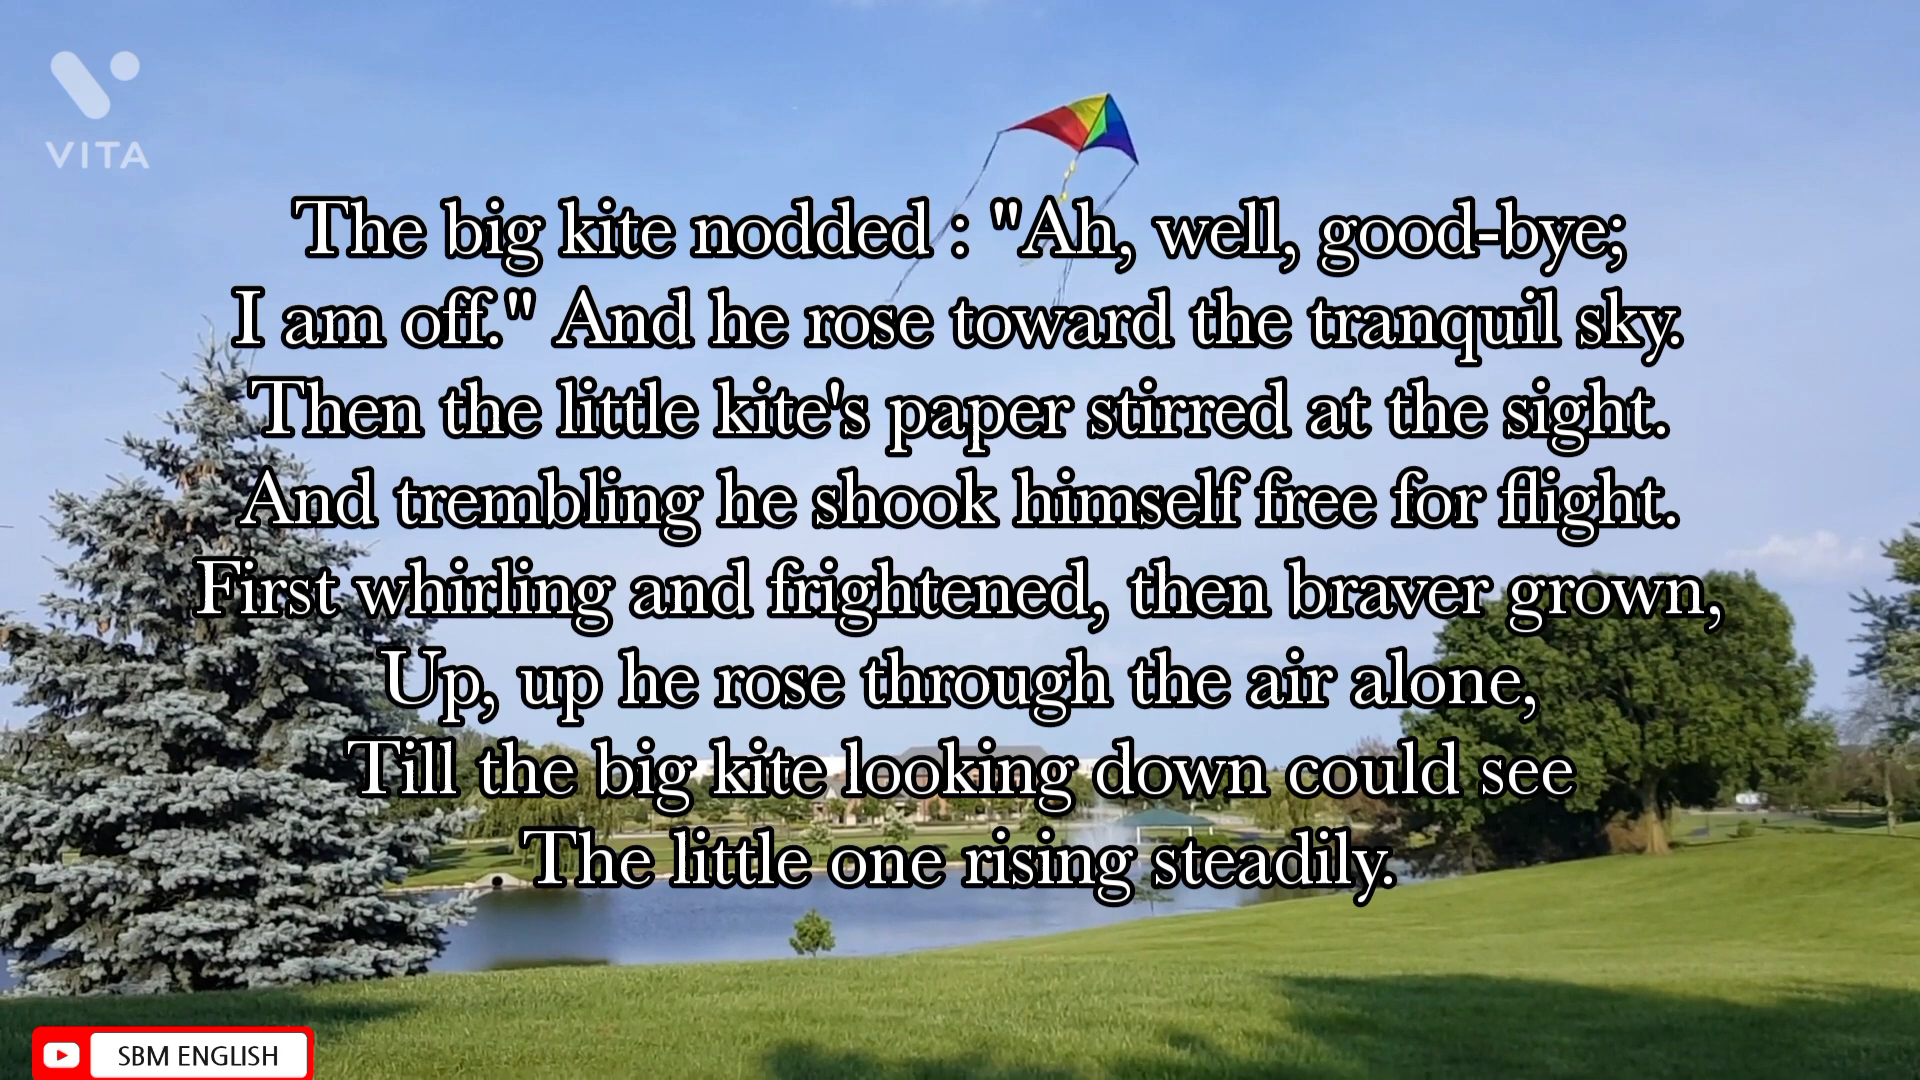 VITA
The big kite nodded : "Ah, well, good-bye;
I am off." And he rose toward the tranquil sky.
Then the little kite's paper stirred at the sight.
And trembling he shook himself free for flight.
First whirling and frightened, then braver grown,
Up, up he rose through the air alone,
Till the big kite looking down could see
The little one rising steadily.
SBM ENGLISH